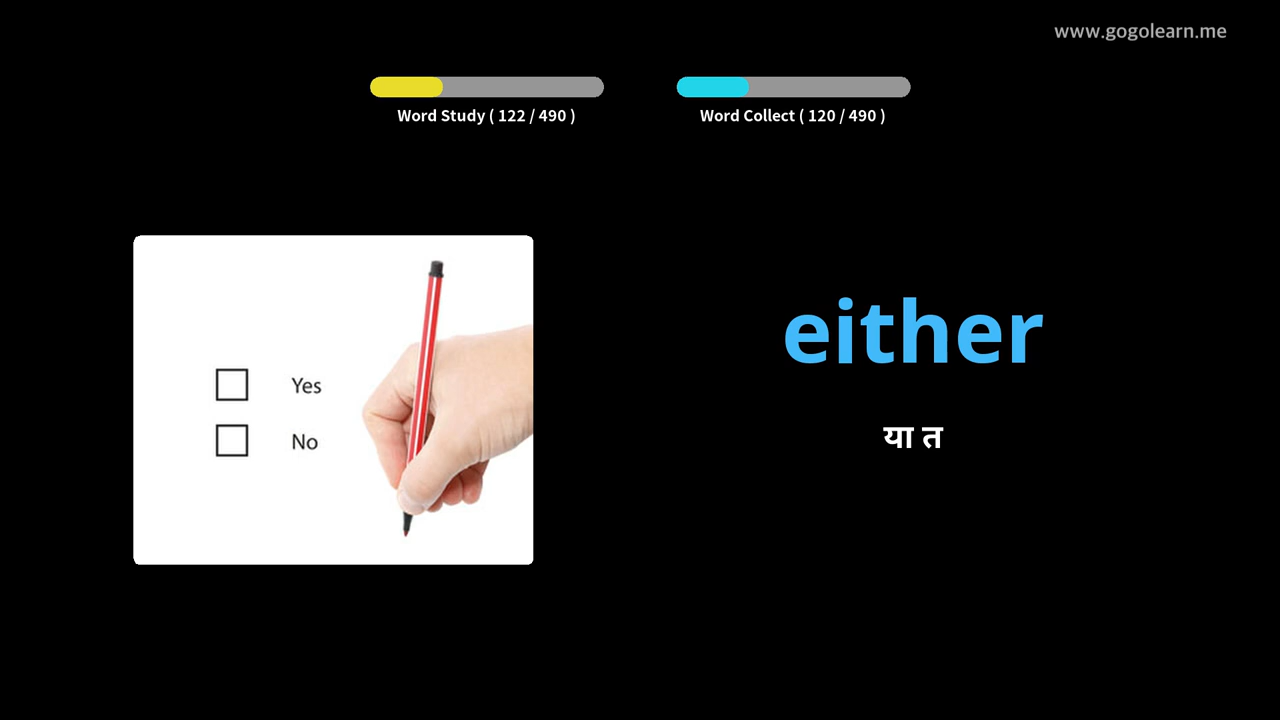 www.gogolearn.me
Word Study ( 122 / 490 )
Word Collect ( 120 / 490 )
Yes
No
either
या त